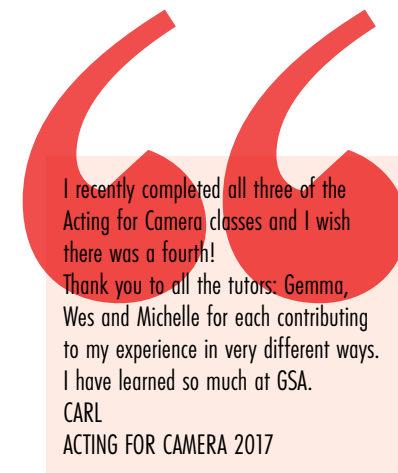 I recently completed all three of the
Acting for Camera classes and I wish
there was a fourth!
Thank you to all the tutors: Gemma,
Wes and Michelle for each contributing
to my experience in very different ways.
I have learned so much at GSA.
CARL
ACTING FOR CAMERA 2017